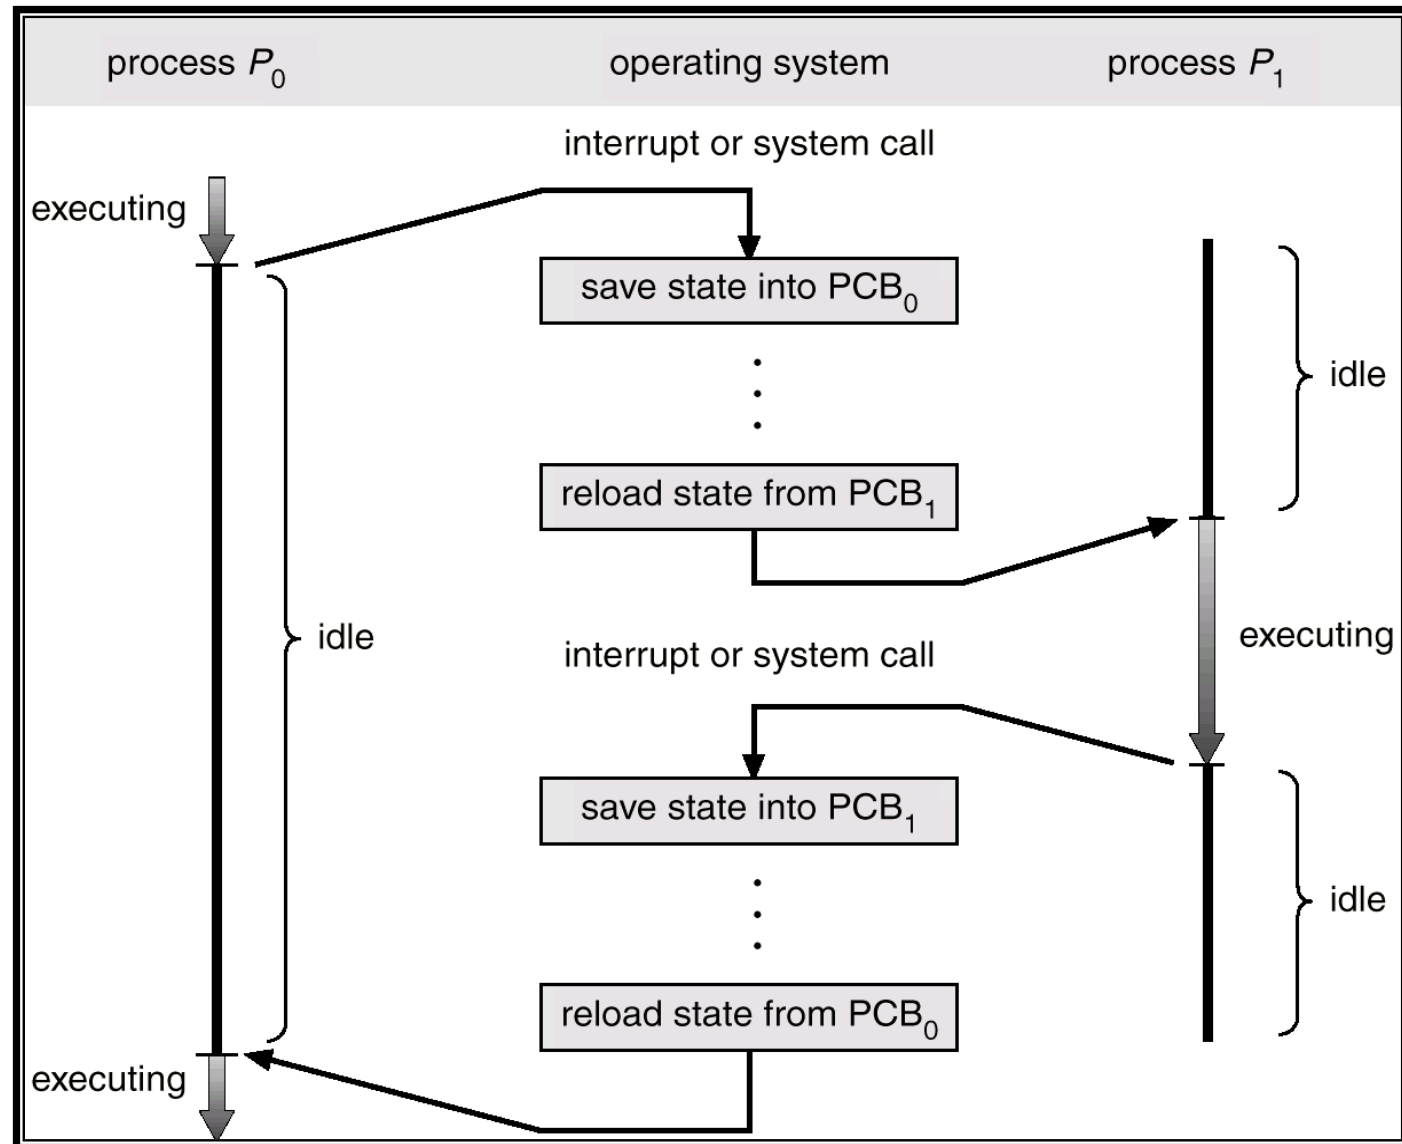 process P0 operating system process P1
interrupt or system call
executing
save state into PCB0
idle
reload state from PCB1
idle
executing
interrupt or system call
save state into PCB1
idle
reload state from PCB0
executing